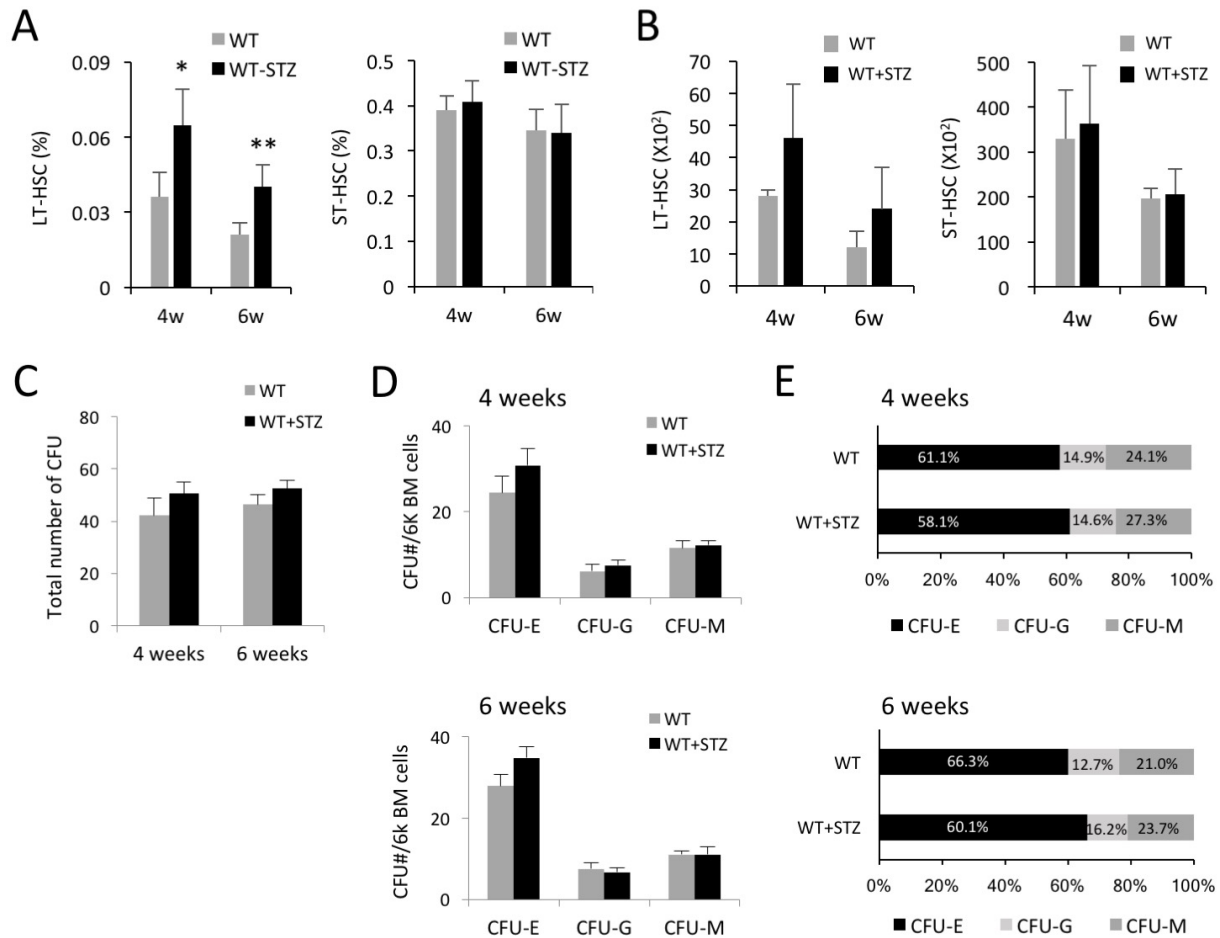 A
WT
WT-STZ
LT-HSC (%)
0.09
0.06
0.03
0
*
**
4w
6w
WT
WT-STZ
ST-HSC (%)
0.5
0.4
0.3
0.2
0.1
0
4w
6w
B
WT
WT+STZ
LT-HSC (X10²)
70
60
50
40
30
20
10
0
4w
6w
WT
WT+STZ
ST-HSC (X10²)
500
400
300
200
100
0
4w
6w
C
WT
WT+STZ
Total number of CFU
80
60
40
20
0
4 weeks
6 weeks
D
4 weeks
WT
WT+STZ
CFU#/6K BM cells
40
20
0
CFU-E
CFU-G
CFU-M
6 weeks
WT
WT+STZ
CFU#/6k BM cells
40
20
0
CFU-E
CFU-G
CFU-M
E
4 weeks
WT
61.1%
14.9%
24.1%
WT+STZ
58.1%
14.6%
27.3%
0%
20%
40%
60%
80%
100%
CFU-E
CFU-G
CFU-M
6 weeks
WT
66.3%
12.7%
21.0%
WT+STZ
60.1%
16.2%
23.7%
0%
20%
40%
60%
80%
100%
CFU-E
CFU-G
CFU-M